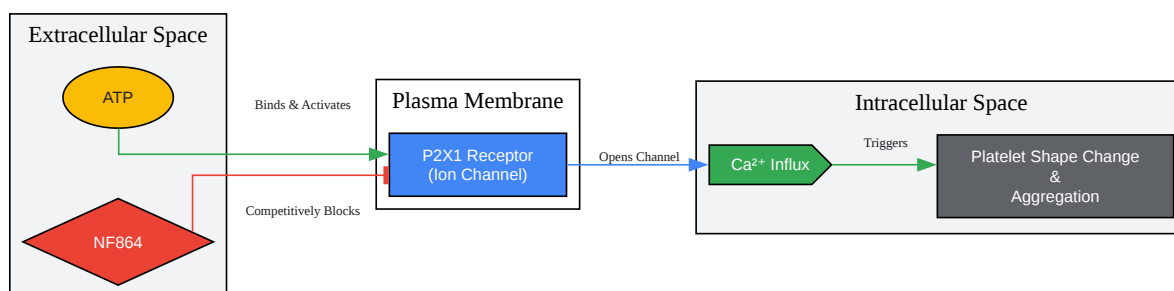 Extracellular Space
ATP
Binds & Activates
NF864
Competitively Blocks
Plasma Membrane
P2X1 Receptor
(Ion Channel)
Opens Channel
Intracellular Space
Ca²⁺ Influx
Triggers
Platelet Shape Change
&
Aggregation